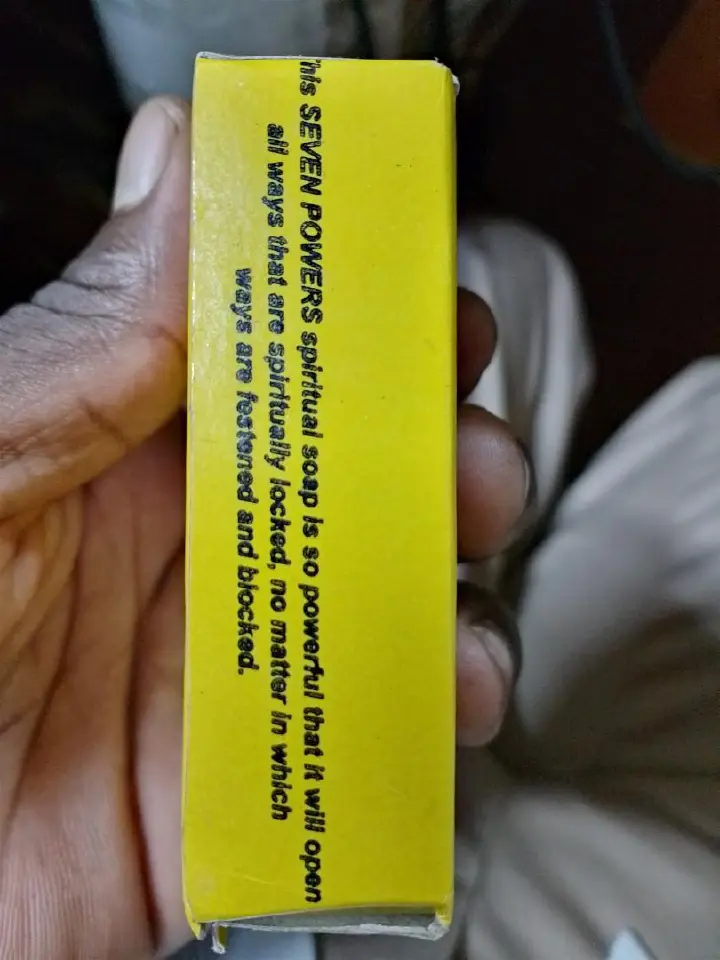 his SEVEN POWERS spiritual soap is so powerful that it will open
all ways that are spiritually locked, no matter in which
ways are festened and blocked.